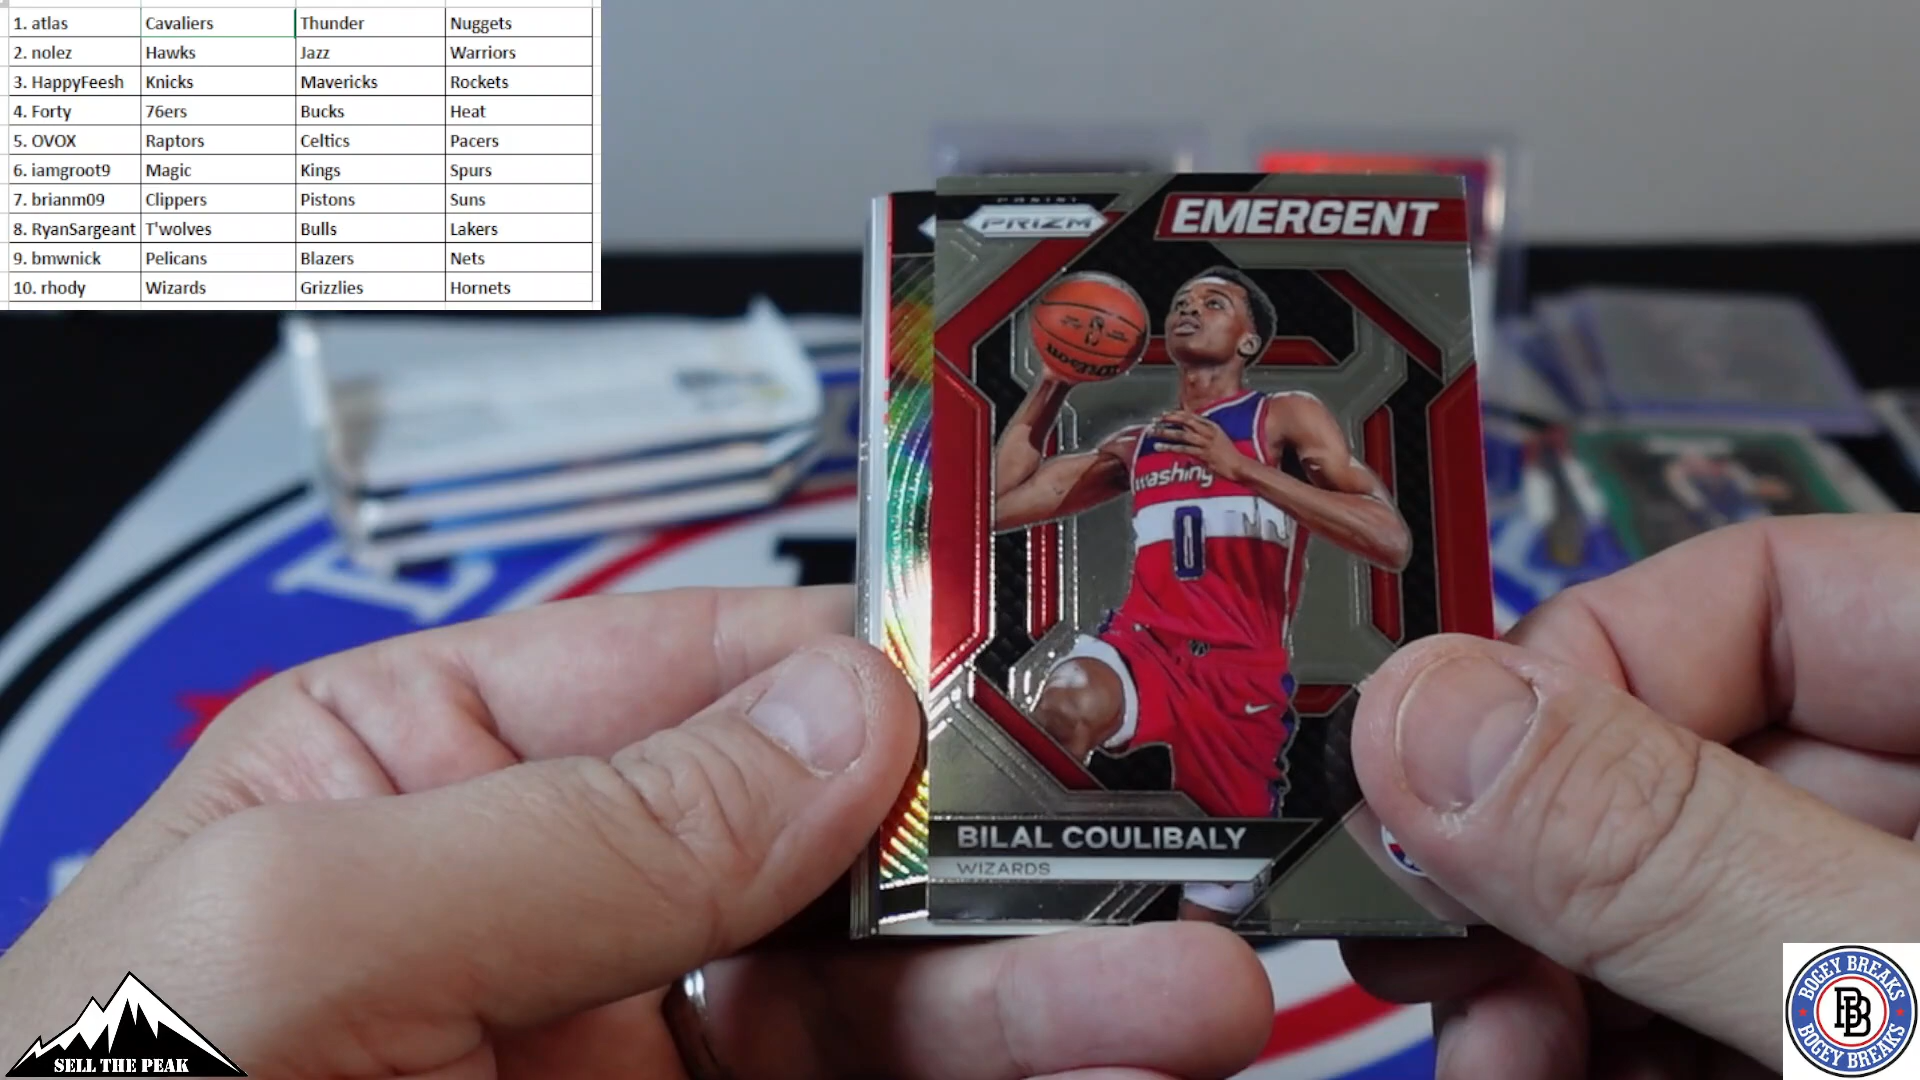 1. atlas Cavaliers Thunder Nuggets
2. nolez Hawks Jazz Warriors
3. HappyFeesh Knicks Mavericks Rockets
4. Forty 76ers Bucks Heat
5. OVOX Raptors Celtics Pacers
6. iamgroot9 Magic Kings Spurs
7. brianm09 Clippers Pistons Suns
8. RyanSargeant T'wolves Bulls Lakers
9. bmwnick Pelicans Blazers Nets
10. rhody Wizards Grizzlies Hornets
PANINI
PRIZM
EMERGENT
Wilson
washing
0
BILAL COULIBALY
WIZARDS
SELL THE PEAK
BOGEY BREAKS
BB
BOGEY BREAKS